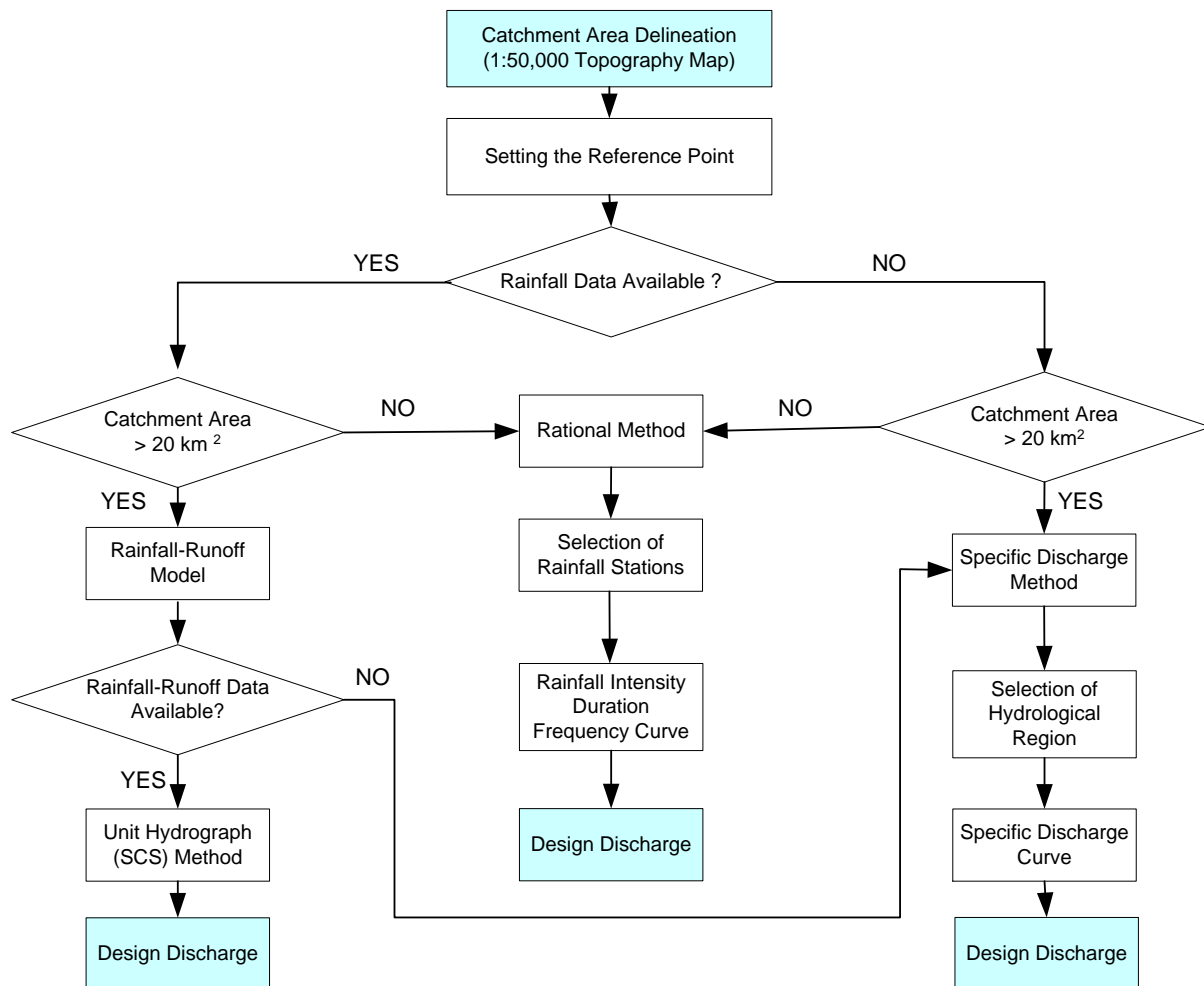 Catchment Area Delineation
(1:50,000 Topography Map)
Setting the Reference Point
YES
NO
Rainfall Data Available ?
Catchment Area
> 20 km ²
NO
Rational Method
NO
Catchment Area
> 20 km²
YES
YES
Rainfall-Runoff
Model
Selection of
Rainfall Stations
Specific Discharge
Method
Rainfall-Runoff Data
Available?
NO
Rainfall Intensity
Duration
Frequency Curve
Selection of
Hydrological
Region
YES
Unit Hydrograph
(SCS) Method
Design Discharge
Specific Discharge
Curve
Design Discharge
Design Discharge